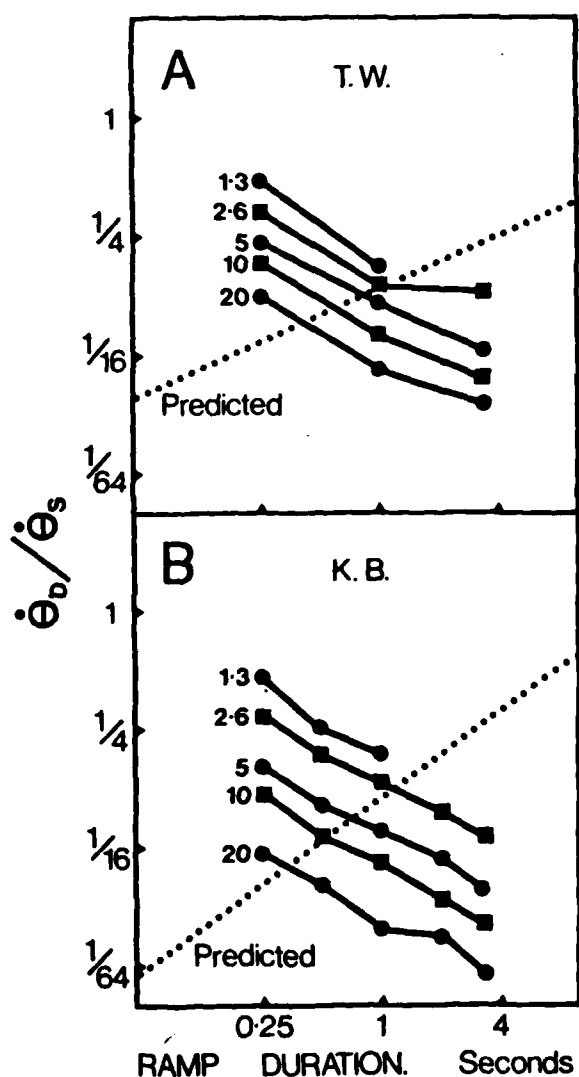 A
T.W.
1
1·3
2·6
1/4
5
10
20
1/16
Predicted
1/64
θ̇D/θ̇S
B
K.B.
1
1·3
2·6
1/4
5
10
1/16
20
Predicted
1/64
0·25 1 4
RAMP DURATION. Seconds